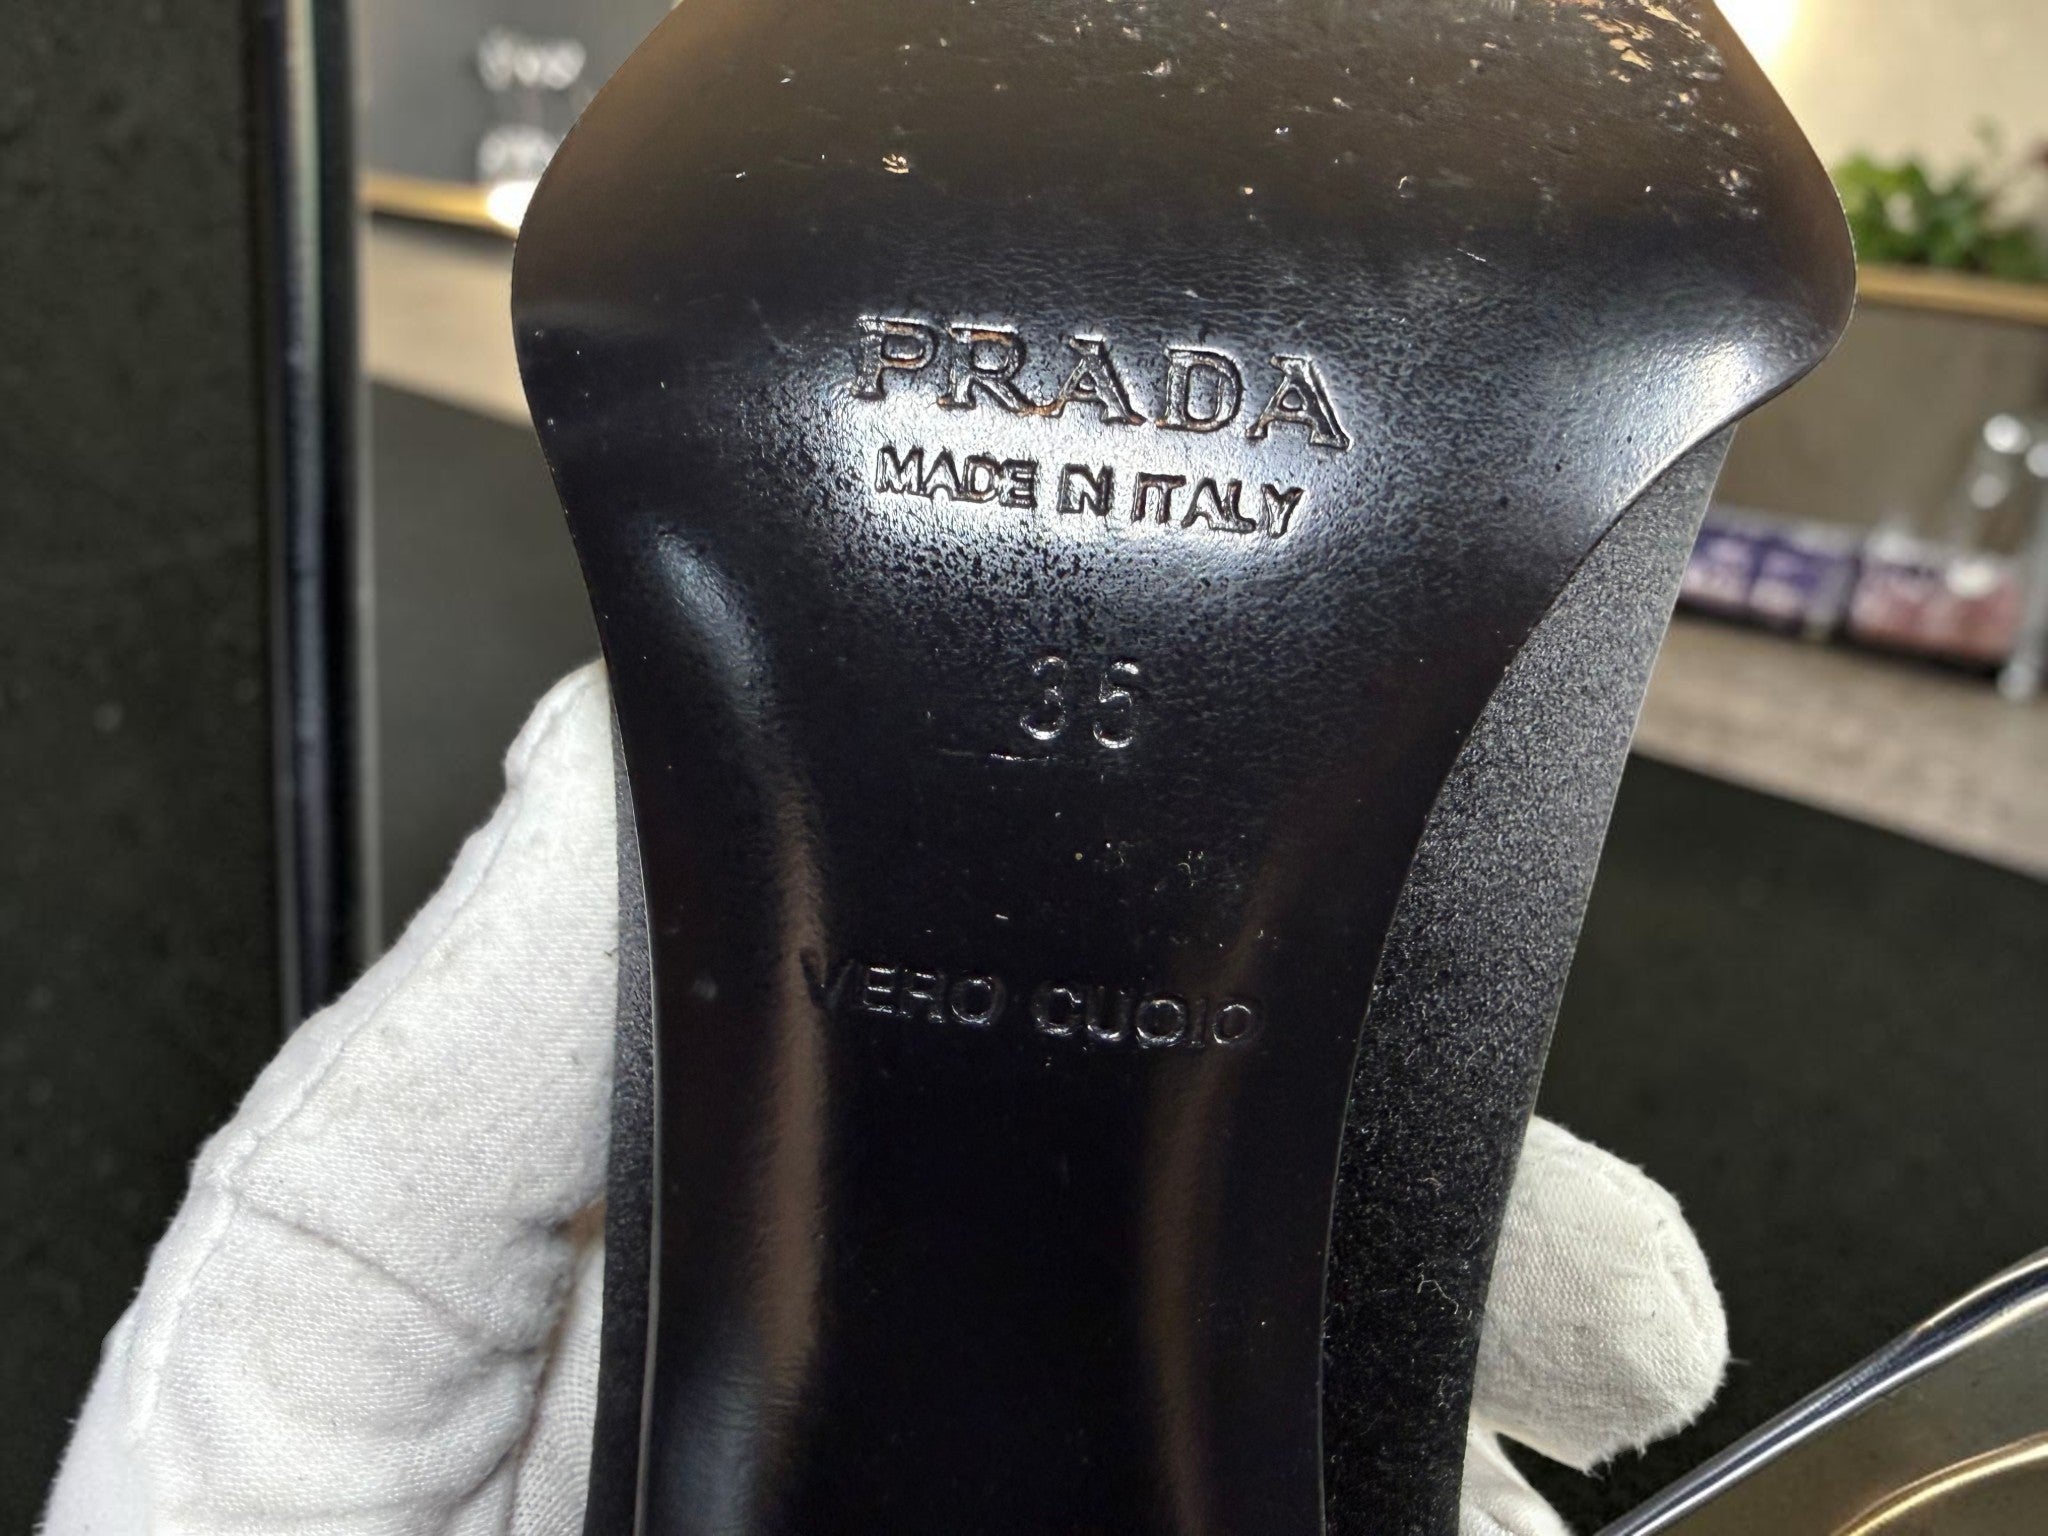 PRADA
MADE IN ITALY
35
VERO CUOIO